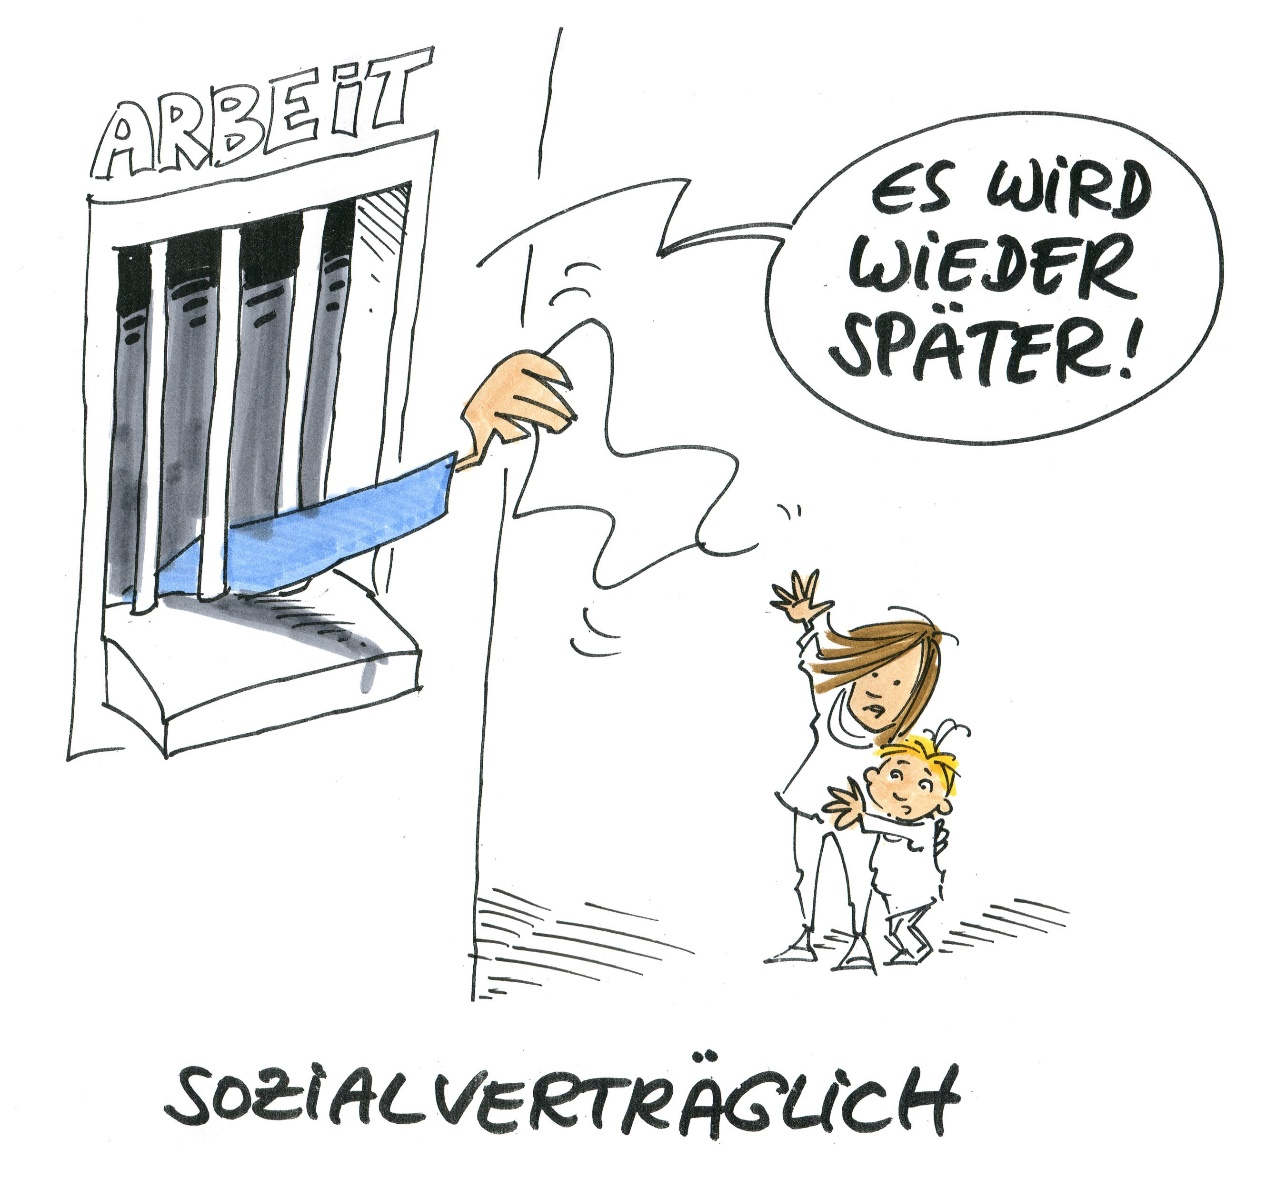 ARBEiT
ES WiRD
WiEDER
SPÄTER!
SOZiALVERTRÄGLiCH